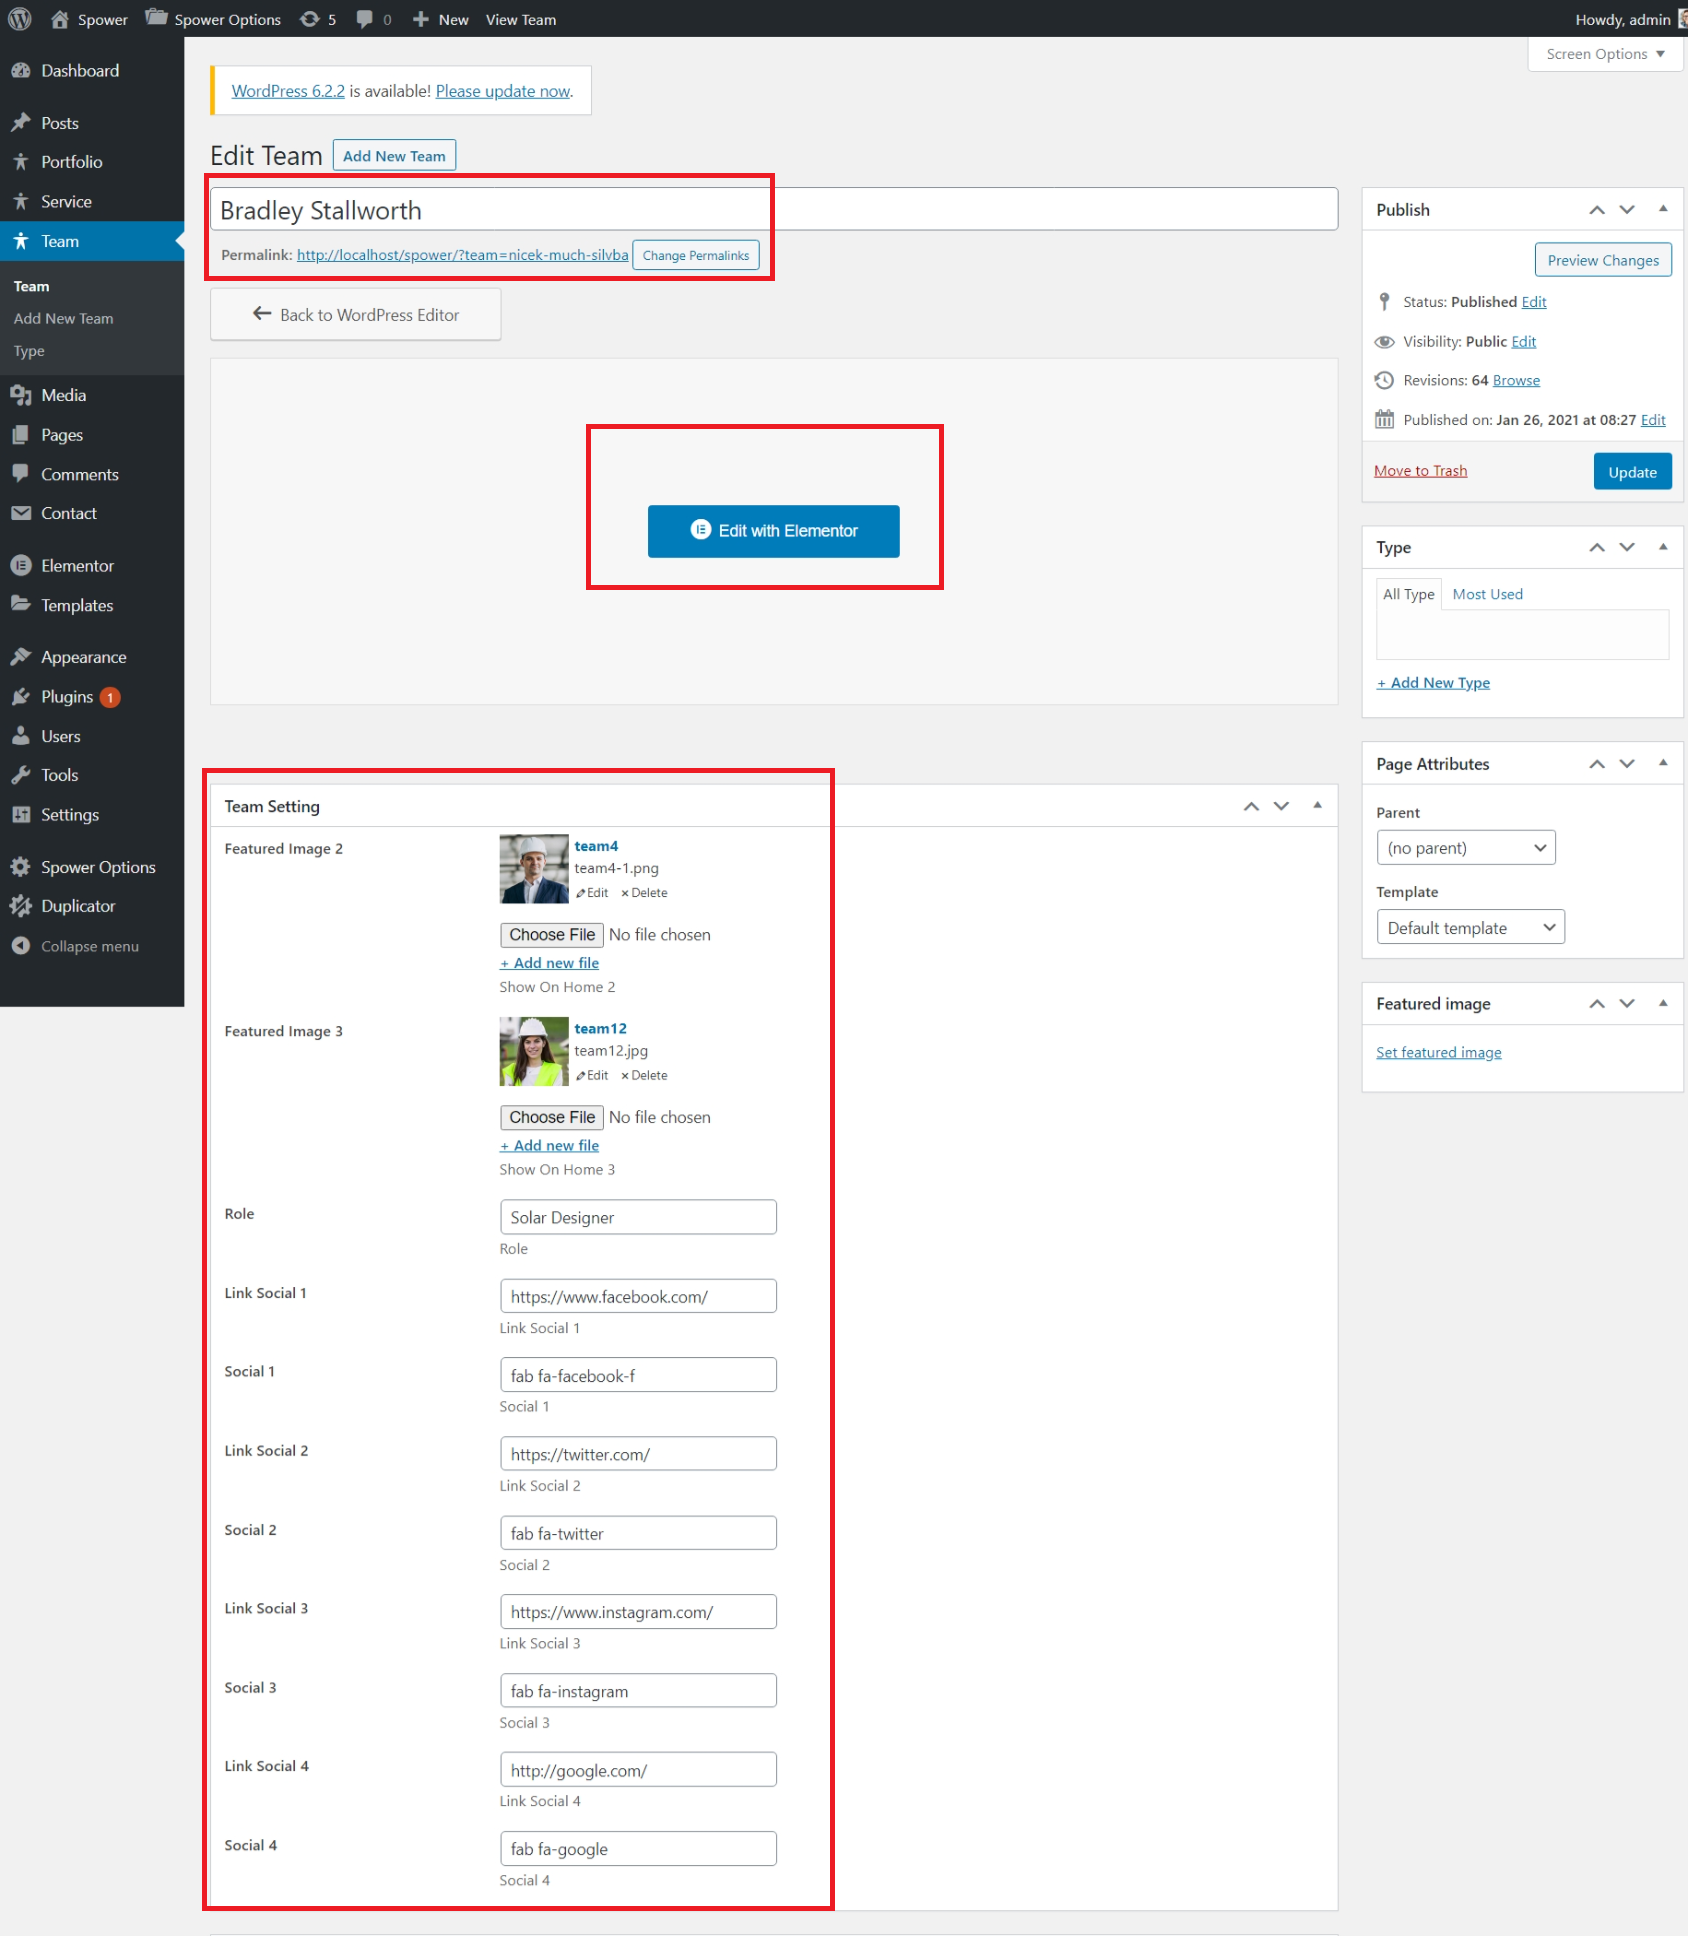 Spower Spower Options 5 0 New View Team Howdy, admin
Screen Options
Dashboard
Posts
Portfolio
Service
Team
Team
Add New Team
Type
Media
Pages
Comments
Contact
Elementor
Templates
Appearance
Plugins 1
Users
Tools
Settings
Spower Options
Duplicator
Collapse menu
WordPress 6.2.2 is available! Please update now.
Edit Team Add New Team
Bradley Stallworth
Permalink: http://localhost/spower/?team=nicek-much-silvba Change Permalinks
Back to WordPress Editor
Edit with Elementor
Team Setting
Featured Image 2
team4
team4-1.png
Edit × Delete
Choose File No file chosen
+ Add new file
Show On Home 2
Featured Image 3
team12
team12.jpg
Edit × Delete
Choose File No file chosen
+ Add new file
Show On Home 3
Role
Solar Designer
Role
Link Social 1
https://www.facebook.com/
Link Social 1
Social 1
fab fa-facebook-f
Social 1
Link Social 2
https://twitter.com/
Link Social 2
Social 2
fab fa-twitter
Social 2
Link Social 3
https://www.instagram.com/
Link Social 3
Social 3
fab fa-instagram
Social 3
Link Social 4
http://google.com/
Link Social 4
Social 4
fab fa-google
Social 4
Publish
Preview Changes
Status: Published Edit
Visibility: Public Edit
Revisions: 64 Browse
Published on: Jan 26, 2021 at 08:27 Edit
Move to Trash Update
Type
All Type Most Used
+ Add New Type
Page Attributes
Parent
(no parent)
Template
Default template
Featured image
Set featured image